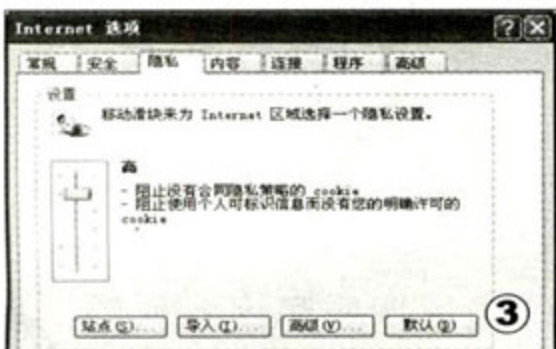 Internet 选项
常规 安全 隐私 内容 连接 程序 高级
设置
移动滑块来为 Internet 区域选择一个隐私设置。
高
- 阻止没有合同隐私策略的 cookie
- 阻止使用个人可标识信息而没有您的明确许可的
cookie
站点(S)... 导入(I)... 高级(V)... 默认(D)
③